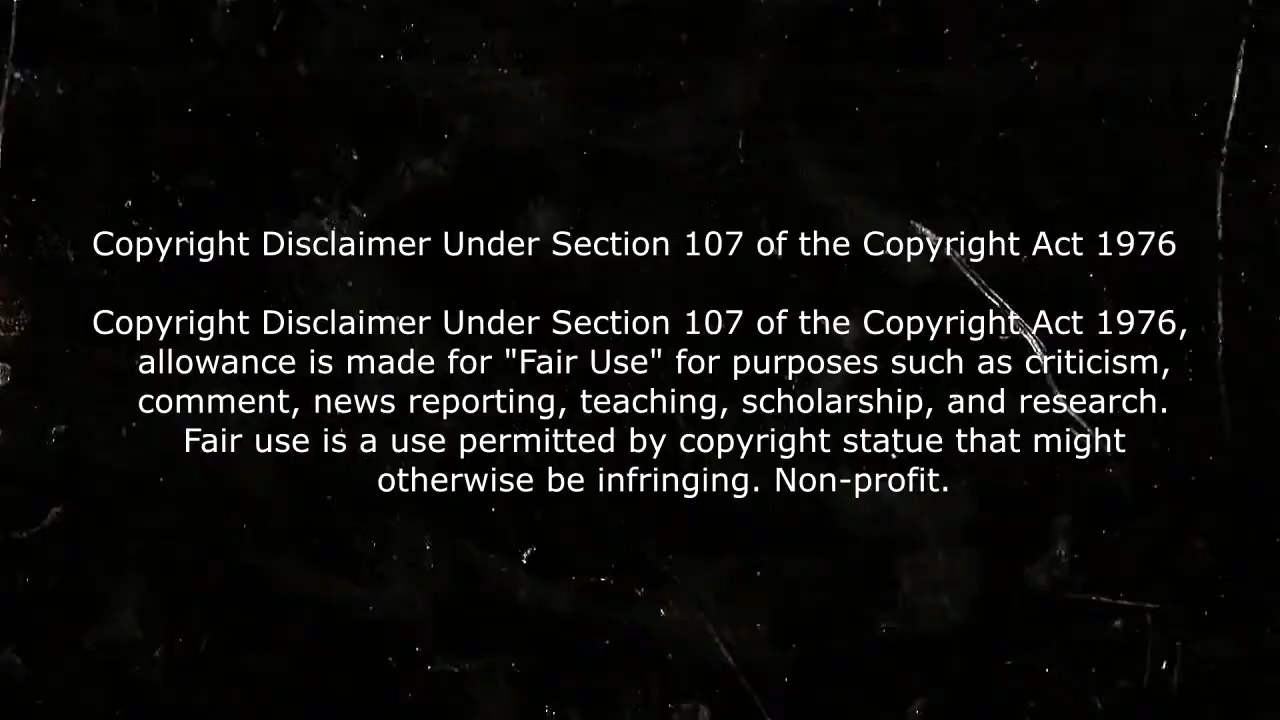 Copyright Disclaimer Under Section 107 of the Copyright Act 1976
Copyright Disclaimer Under Section 107 of the Copyright Act 1976,
allowance is made for "Fair Use" for purposes such as criticism,
comment, news reporting, teaching, scholarship, and research.
Fair use is a use permitted by copyright statue that might
otherwise be infringing. Non-profit.